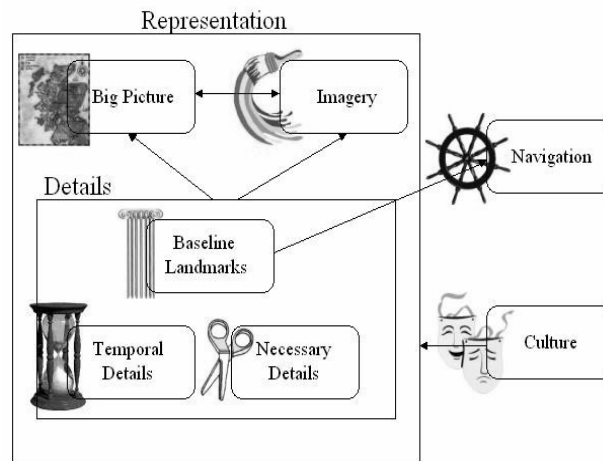 Representation
Big Picture
Imagery
Navigation
Details
Baseline
Landmarks
Temporal
Details
Necessary
Details
Culture